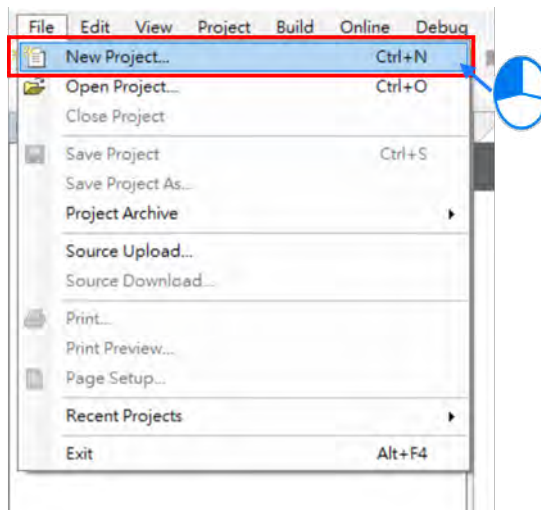 File Edit View Project Build Online Debug
New Project... Ctrl+N
Open Project... Ctrl+O
Close Project
Save Project Ctrl+S
Save Project As...
Project Archive
Source Upload...
Source Download...
Print...
Print Preview...
Page Setup...
Recent Projects
Exit Alt+F4